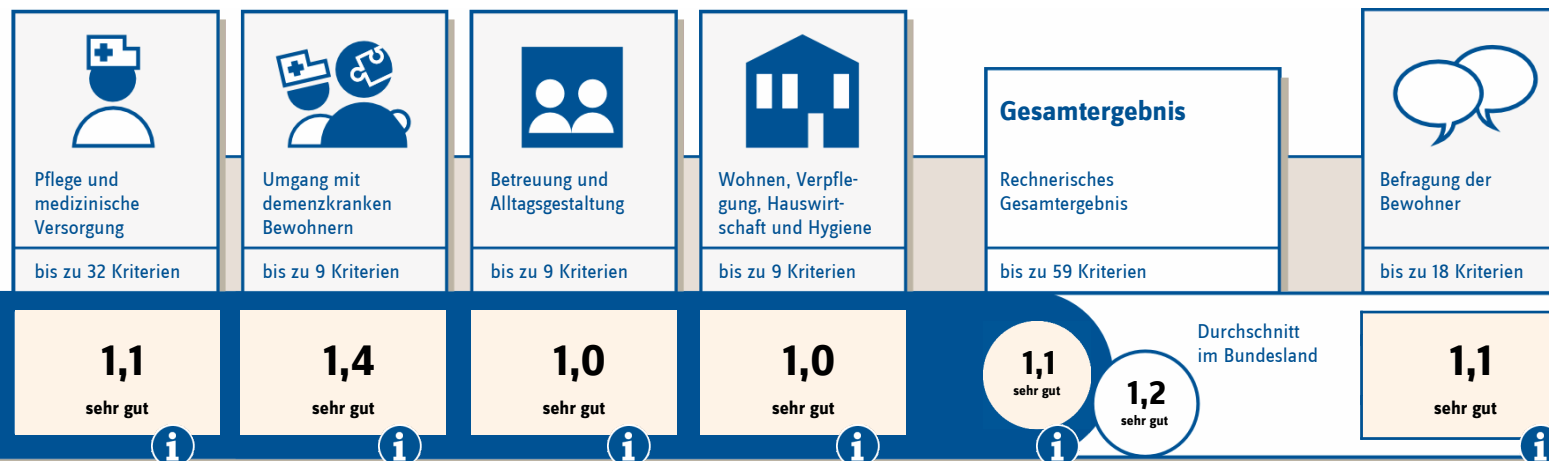 Pflege und
medizinische
Versorgung
bis zu 32 Kriterien
1,1
sehr gut
i
Umgang mit
demenzkranken
Bewohnern
bis zu 9 Kriterien
1,4
sehr gut
i
Betreuung und
Alltagsgestaltung
bis zu 9 Kriterien
1,0
sehr gut
i
Wohnen, Verpfle-
gung, Hauswirt-
schaft und Hygiene
bis zu 9 Kriterien
1,0
sehr gut
i
Gesamtergebnis
Rechnerisches
Gesamtergebnis
bis zu 59 Kriterien
1,1
sehr gut
i
1,2
sehr gut
Durchschnitt
im Bundesland
Befragung der
Bewohner
bis zu 18 Kriterien
1,1
sehr gut
i